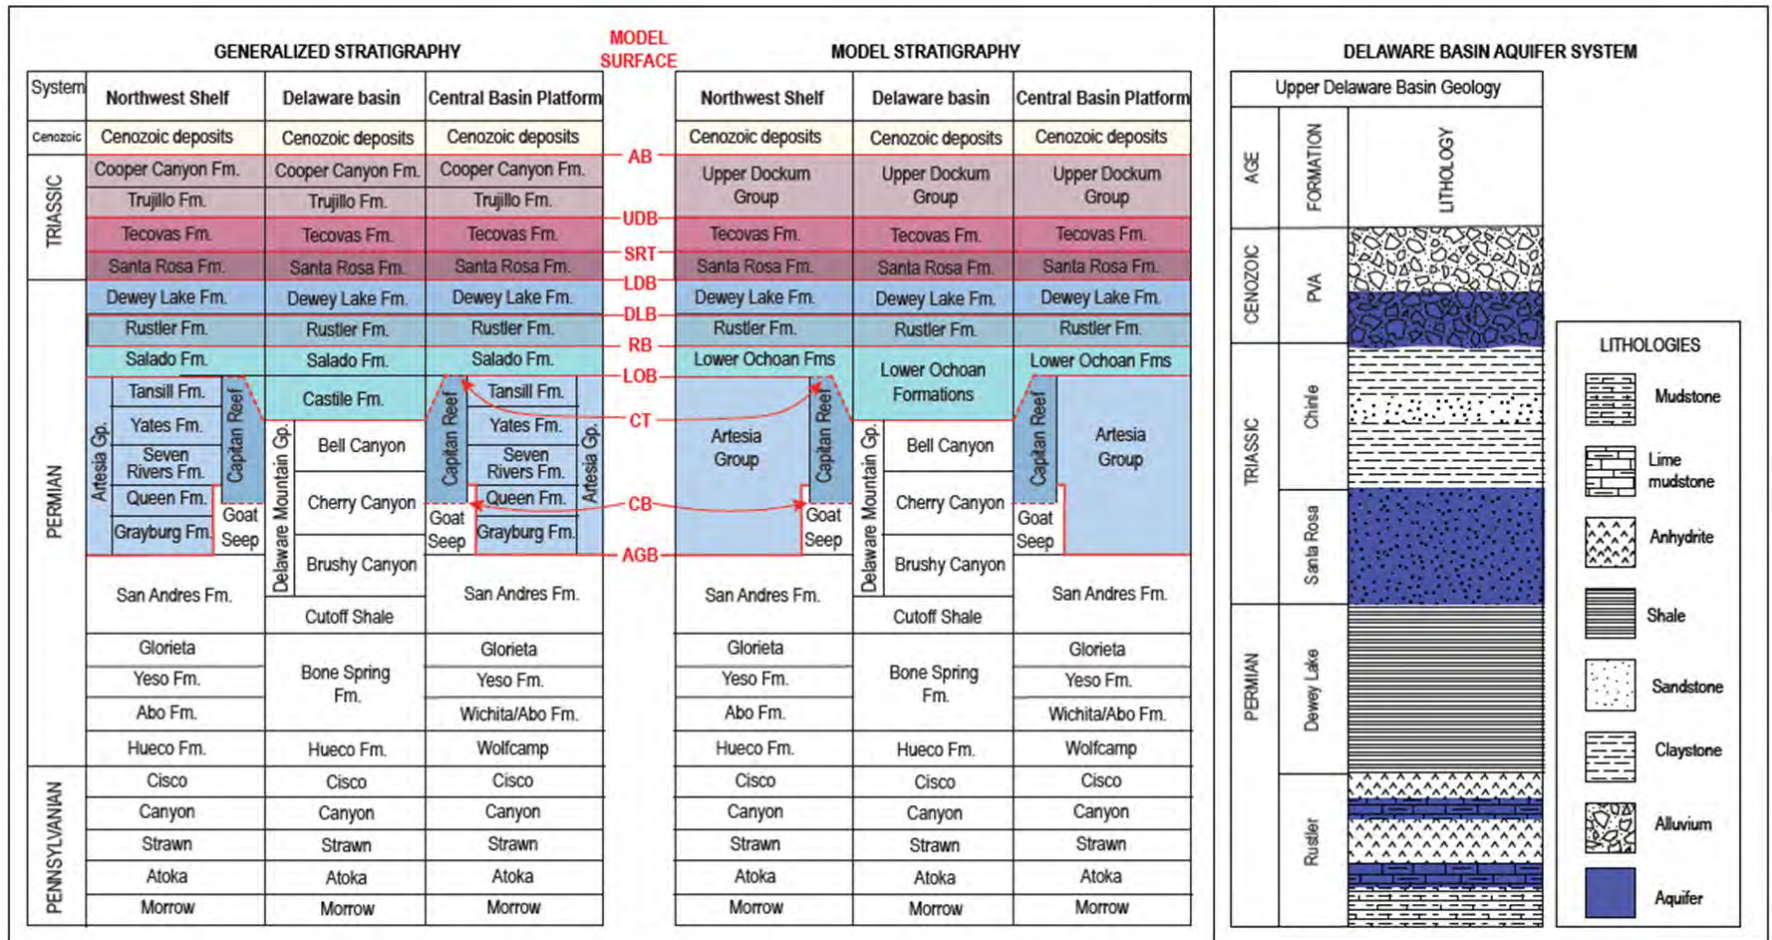 GENERALIZED STRATIGRAPHY
MODEL
SURFACE
MODEL STRATIGRAPHY
DELAWARE BASIN AQUIFER SYSTEM
System
Northwest Shelf
Delaware basin
Central Basin Platform
Cenozoic
Cenozoic deposits
Cenozoic deposits
Cenozoic deposits
TRIASSIC
Cooper Canyon Fm.
Cooper Canyon Fm.
Cooper Canyon Fm.
Trujillo Fm.
Trujillo Fm.
Trujillo Fm.
Tecovas Fm.
Tecovas Fm.
Tecovas Fm.
Santa Rosa Fm.
Santa Rosa Fm.
Santa Rosa Fm.
PERMIAN
Dewey Lake Fm.
Dewey Lake Fm.
Dewey Lake Fm.
Rustler Fm.
Rustler Fm.
Rustler Fm.
Salado Fm.
Salado Fm.
Salado Fm.
Artesia Gp.
Tansill Fm.
Yates Fm.
Seven
Rivers Fm.
Queen Fm.
Grayburg Fm.
Capitan Reef
Goat
Seep
Castile Fm.
Delaware Mountain Gp.
Bell Canyon
Cherry Canyon
Brushy Canyon
Capitan Reef
Goat
Seep
Tansill Fm.
Yates Fm.
Seven
Rivers Fm.
Queen Fm.
Grayburg Fm.
Artesia Gp.
San Andres Fm.
Cutoff Shale
San Andres Fm.
Glorieta
Yeso Fm.
Abo Fm.
Bone Spring
Fm.
Glorieta
Yeso Fm.
Wichita/Abo Fm.
Hueco Fm.
Hueco Fm.
Wolfcamp
PENNSYLVANIAN
Cisco
Cisco
Cisco
Canyon
Canyon
Canyon
Strawn
Strawn
Strawn
Atoka
Atoka
Atoka
Morrow
Morrow
Morrow
AB
UDB
SRT
LDB
DLB
RB
LOB
CT
CB
AGB
Northwest Shelf
Delaware basin
Central Basin Platform
Cenozoic deposits
Cenozoic deposits
Cenozoic deposits
Upper Dockum
Group
Upper Dockum
Group
Upper Dockum
Group
Tecovas Fm.
Tecovas Fm.
Tecovas Fm.
Santa Rosa Fm.
Santa Rosa Fm.
Santa Rosa Fm.
Dewey Lake Fm.
Dewey Lake Fm.
Dewey Lake Fm.
Rustler Fm.
Rustler Fm.
Rustler Fm.
Lower Ochoan Fms
Lower Ochoan
Formations
Lower Ochoan Fms
Artesia
Group
Capitan Reef
Goat
Seep
Delaware Mountain Gp.
Bell Canyon
Cherry Canyon
Brushy Canyon
Capitan Reef
Goat
Seep
Artesia
Group
San Andres Fm.
Cutoff Shale
San Andres Fm.
Glorieta
Yeso Fm.
Abo Fm.
Bone Spring
Fm.
Glorieta
Yeso Fm.
Wichita/Abo Fm.
Hueco Fm.
Hueco Fm.
Wolfcamp
Cisco
Cisco
Cisco
Canyon
Canyon
Canyon
Strawn
Strawn
Strawn
Atoka
Atoka
Atoka
Morrow
Morrow
Morrow
Upper Delaware Basin Geology
AGE
FORMATION
LITHOLOGY
CENOZOIC
PVA
TRIASSIC
Chinle
Santa Rosa
PERMIAN
Dewey Lake
Rustler
LITHOLOGIES
Mudstone
Lime
mudstone
Anhydrite
Shale
Sandstone
Claystone
Alluvium
Aquifer